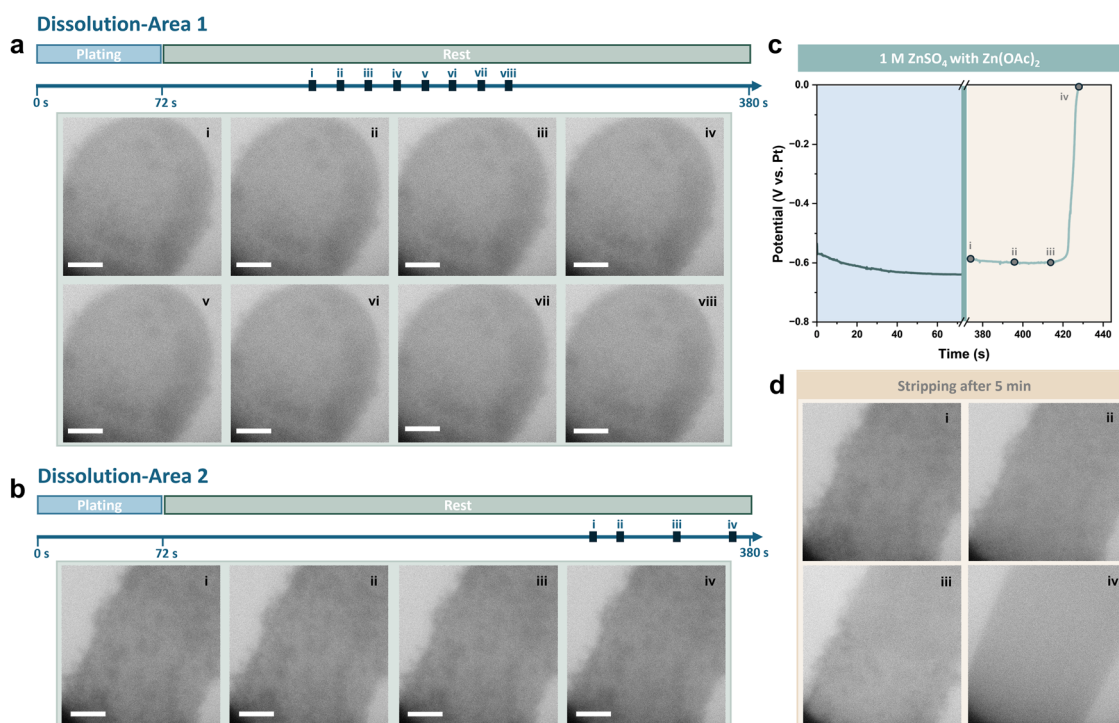 Dissolution-Area 1
a
Plating Rest
i ii iii iv v vi vii viii
0 s 72 s 380 s
i ii iii iv
v vi vii viii
Dissolution-Area 2
b
Plating Rest
i ii iii iv
0 s 72 s 380 s
i ii iii iv
c
1 M ZnSO₄ with Zn(OAc)₂
Potential (V vs. Pt)
0.0
−0.2
−0.4
−0.6
−0.8
i ii iii iv
0 20 40 60 380 400 420 440
Time (s)
d
Stripping after 5 min
i ii
iii iv